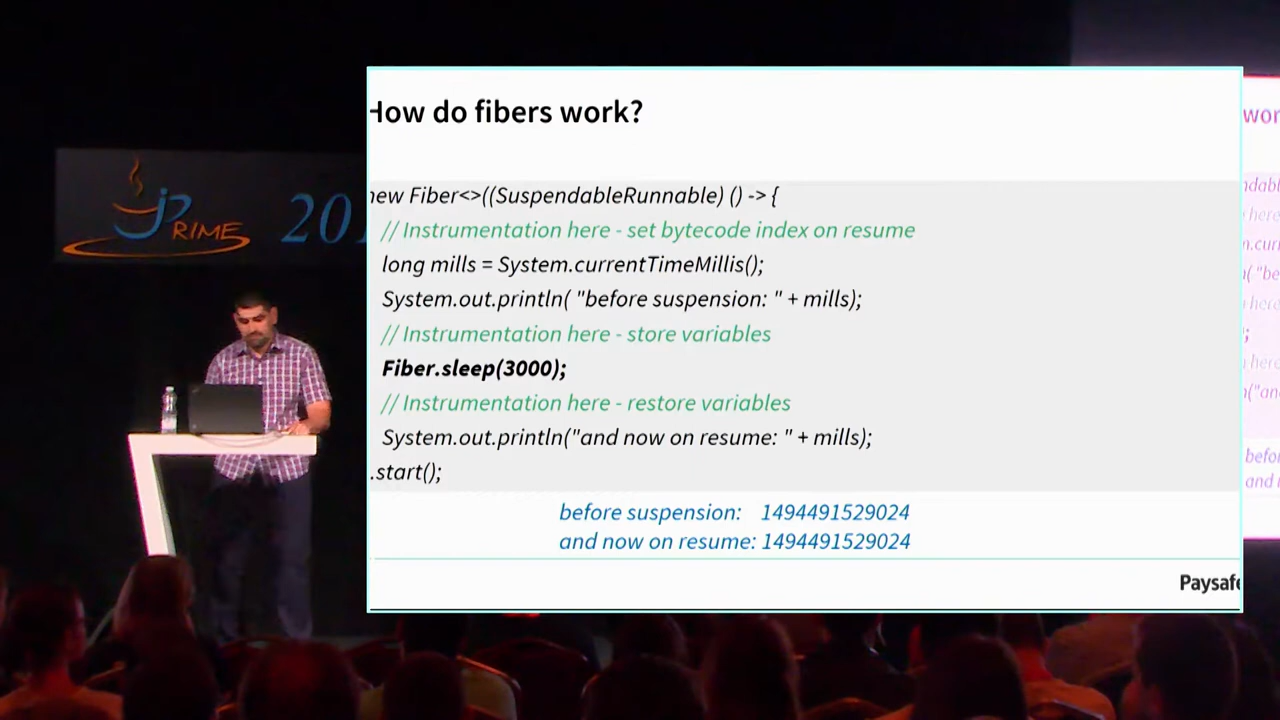 How do fibers work?
new Fiber<>((SuspendableRunnable) () -> {
// Instrumentation here - set bytecode index on resume
long mills = System.currentTimeMillis();
System.out.println( "before suspension: " + mills);
// Instrumentation here - store variables
Fiber.sleep(3000);
// Instrumentation here - restore variables
System.out.println("and now on resume: " + mills);
.start();
before suspension: 1494491529024
and now on resume: 1494491529024
Paysafe
jPRIME 201